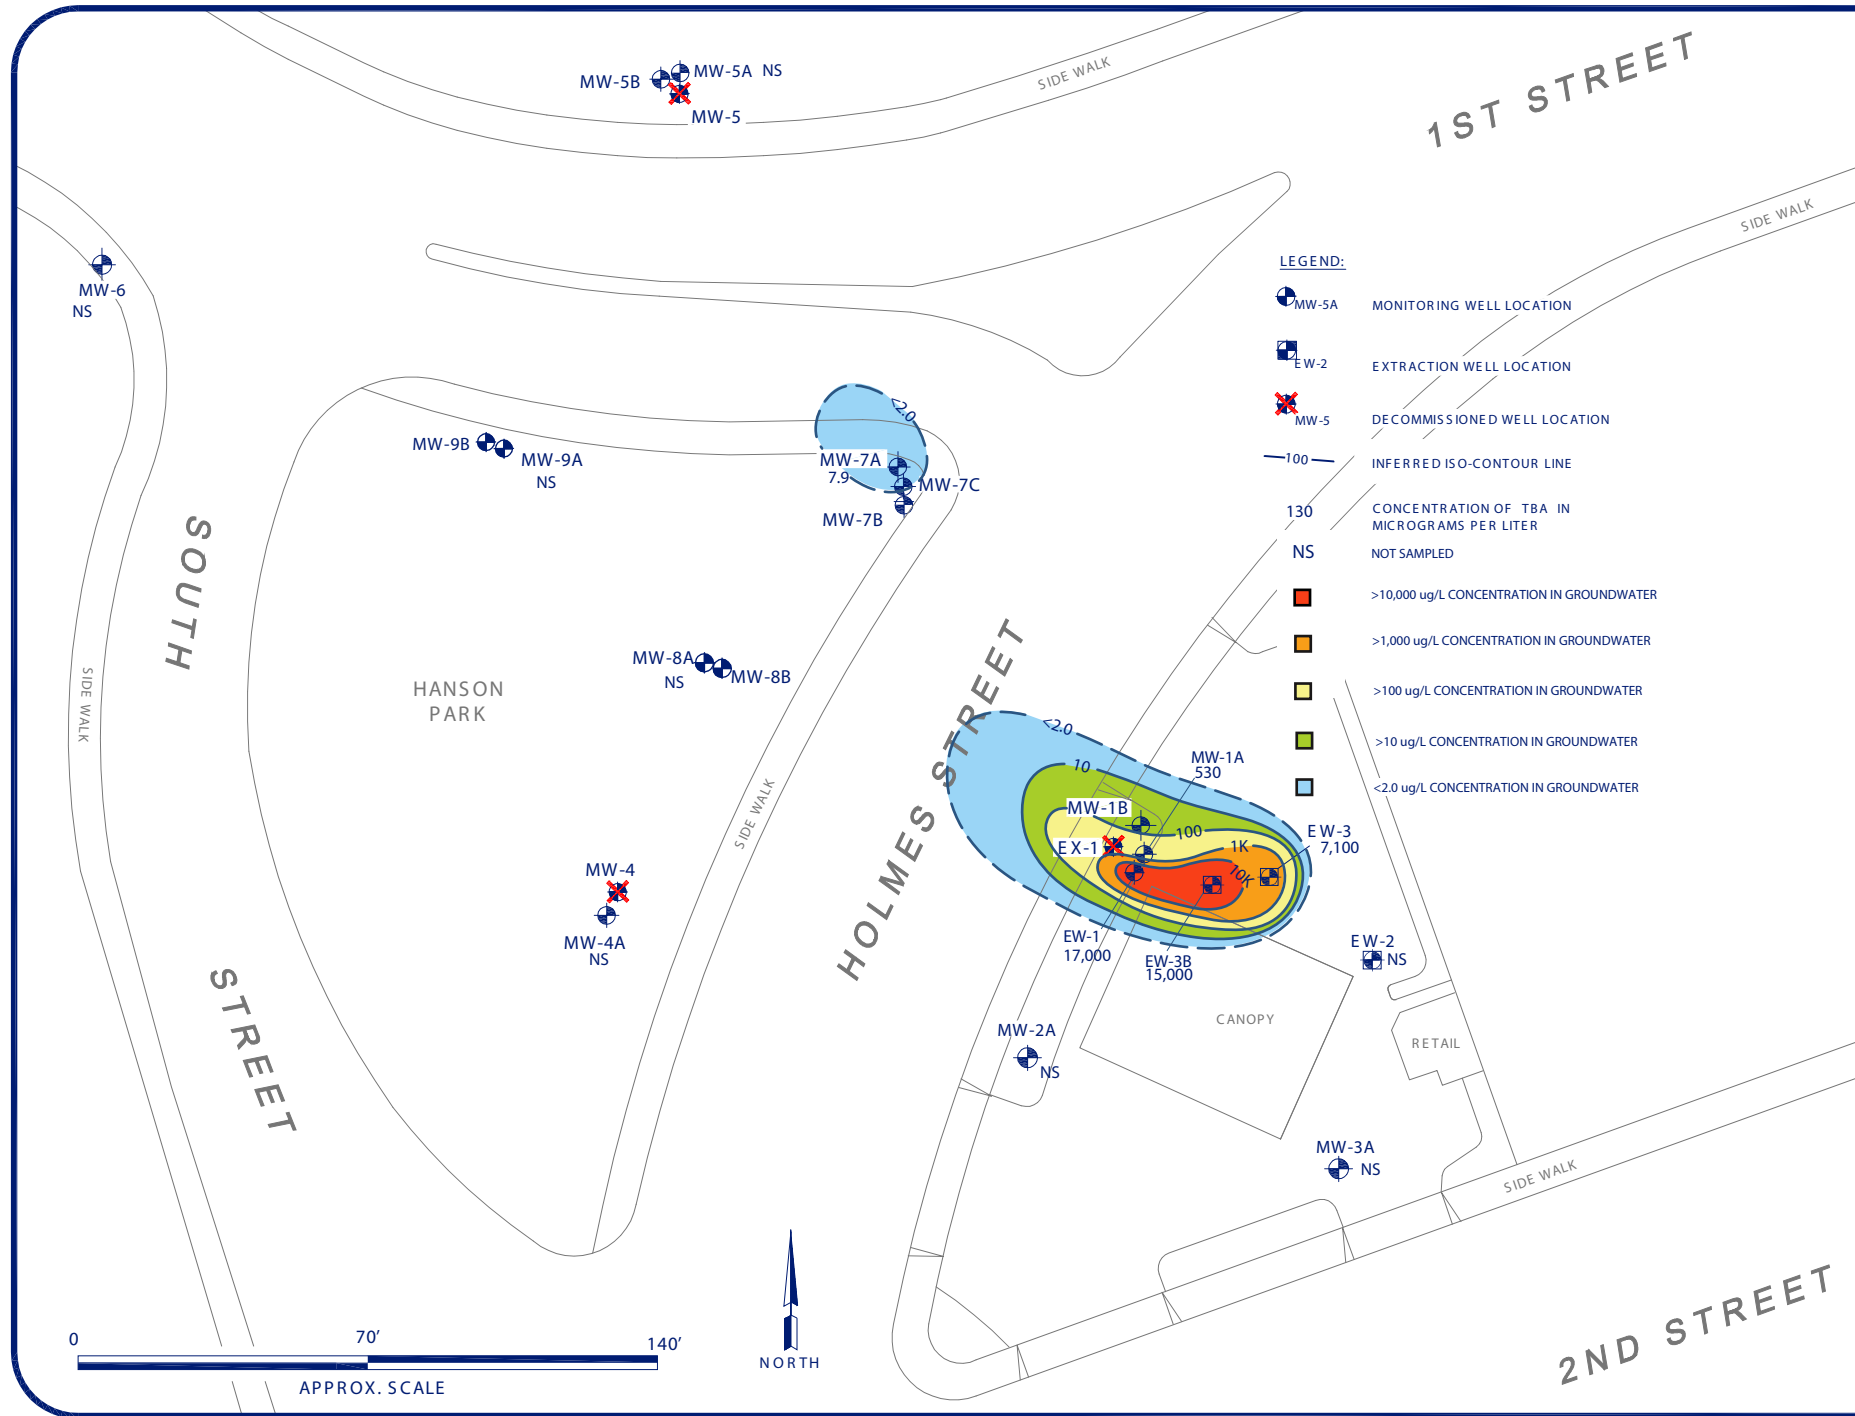 MW-5B
MW-5A NS
MW-5
SIDE WALK
1ST STREET
SIDE WALK
MW-6
NS
LEGEND:
MW-5A MONITORING WELL LOCATION
EW-2 EXTRACTION WELL LOCATION
MW-5 DECOMMISSIONED WELL LOCATION
100 INFERRED ISO-CONTOUR LINE
130 CONCENTRATION OF TBA IN
MICROGRAMS PER LITER
NS NOT SAMPLED
>10,000 ug/L CONCENTRATION IN GROUNDWATER
>1,000 ug/L CONCENTRATION IN GROUNDWATER
>100 ug/L CONCENTRATION IN GROUNDWATER
>10 ug/L CONCENTRATION IN GROUNDWATER
<2.0 ug/L CONCENTRATION IN GROUNDWATER
<2.0
MW-9B
MW-9A
NS
MW-7A
7.9
MW-7C
MW-7B
SOUTH
STREET
SIDE WALK
HANSON
PARK
MW-8A
NS
MW-8B
HOLMES STREET
SIDE WALK
<2.0
10
MW-1A
530
MW-1B
100
EX-1
1K
10K
EW-3
7,100
EW-1
17,000
EW-3B
15,000
MW-4
MW-4A
NS
EW-2
NS
CANOPY
RETAIL
MW-2A
NS
MW-3A
NS
SIDE WALK
2ND STREET
0 70' 140'
APPROX. SCALE
NORTH